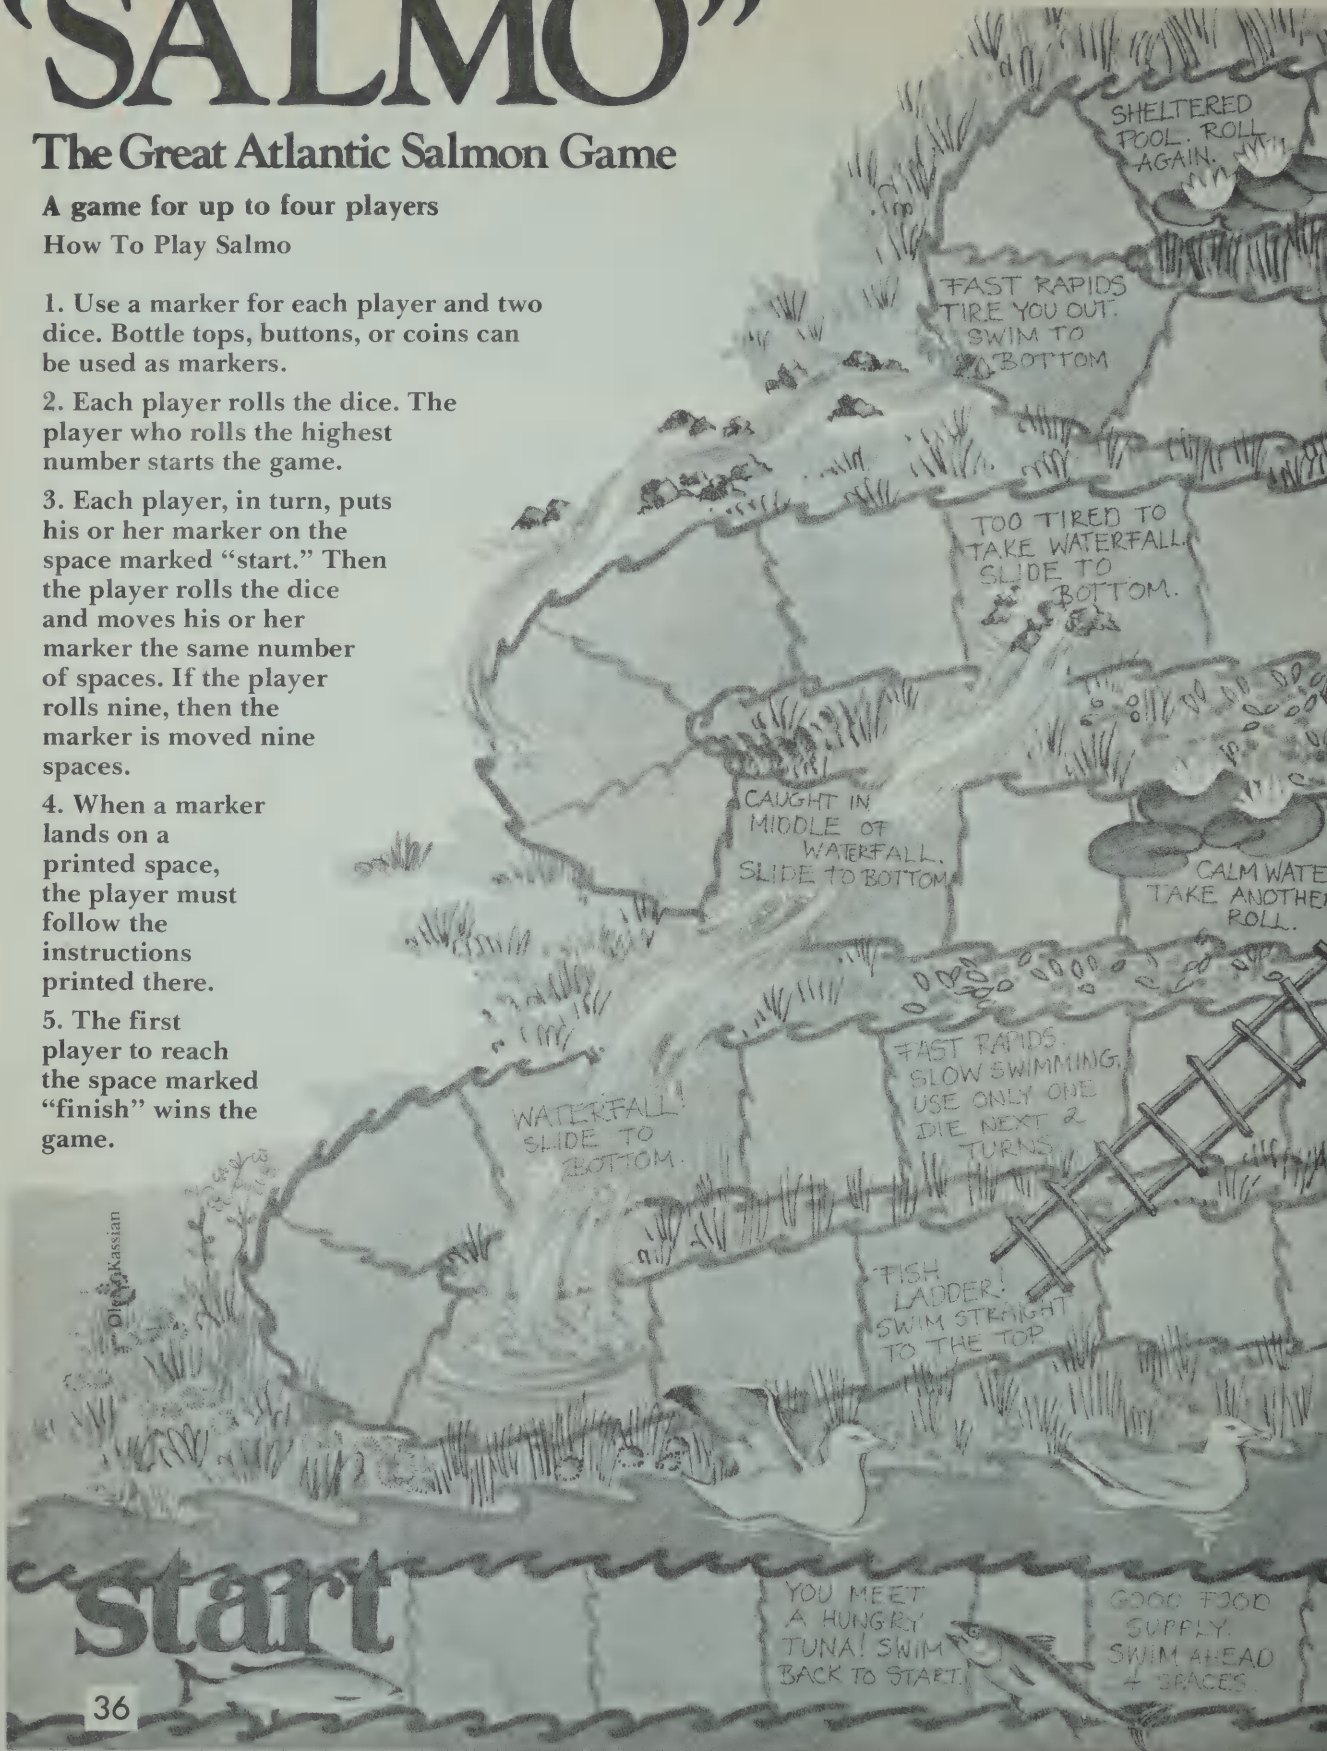 “SALMO”
The Great Atlantic Salmon Game
A game for up to four players
How To Play Salmo
1. Use a marker for each player and two
dice. Bottle tops, buttons, or coins can
be used as markers.
2. Each player rolls the dice. The
player who rolls the highest
number starts the game.
3. Each player, in turn, puts
his or her marker on the
space marked “start.” Then
the player rolls the dice
and moves his or her
marker the same number
of spaces. If the player
rolls nine, then the
marker is moved nine
spaces.
4. When a marker
lands on a
printed space,
the player must
follow the
instructions
printed there.
5. The first
player to reach
the space marked
“finish” wins the
game.
SHELTERED
POOL. ROLL
AGAIN.
FAST RAPIDS
TIRE YOU OUT.
SWIM TO
BOTTOM
TOO TIRED TO
TAKE WATERFALL.
SLIDE TO
BOTTOM.
CAUGHT IN
MIDDLE OF
WATERFALL.
SLIDE TO BOTTOM
CALM WATE
TAKE ANOTHER
ROLL.
FAST RAPIDS.
SLOW SWIMMING.
USE ONLY ONE
DIE NEXT 2
TURNS
WATERFALL!
SLIDE TO
BOTTOM.
FISH
LADDER!
SWIM STRAIGHT
TO THE TOP
Kassian
start
YOU MEET
A HUNGRY
TUNA! SWIM
BACK TO START.
GOOD FOOD
SUPPLY.
SWIM AHEAD
4 SPACES.
36